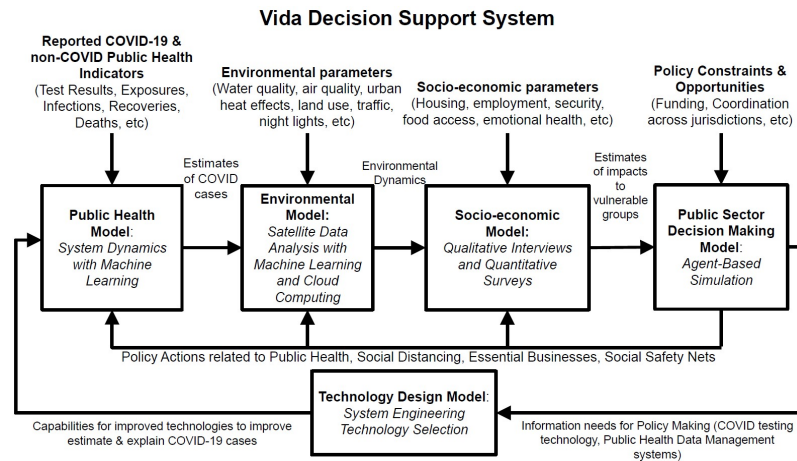 Vida Decision Support System
Reported COVID-19 &
non-COVID Public Health
Indicators
(Test Results, Exposures,
Infections, Recoveries,
Deaths, etc)
Environmental parameters
(Water quality, air quality, urban
heat effects, land use, traffic,
night lights, etc)
Socio-economic parameters
(Housing, employment, security,
food access, emotional health, etc)
Policy Constraints &
Opportunities
(Funding, Coordination
across jurisdictions, etc)
Estimates
of COVID
cases
Environmental
Dynamics
Estimates
of impacts
to
vulnerable
groups
Public Health
Model:
System Dynamics
with Machine
Learning
Environmental
Model:
Satellite Data
Analysis with
Machine Learning
and Cloud
Computing
Socio-economic
Model:
Qualitative Interviews
and Quantitative
Surveys
Public Sector
Decision Making
Model:
Agent-Based
Simulation
Policy Actions related to Public Health, Social Distancing, Essential Businesses, Social Safety Nets
Technology Design Model:
System Engineering
Technology Selection
Capabilities for improved technologies to improve
estimate & explain COVID-19 cases
Information needs for Policy Making (COVID testing
technology, Public Health Data Management
systems)